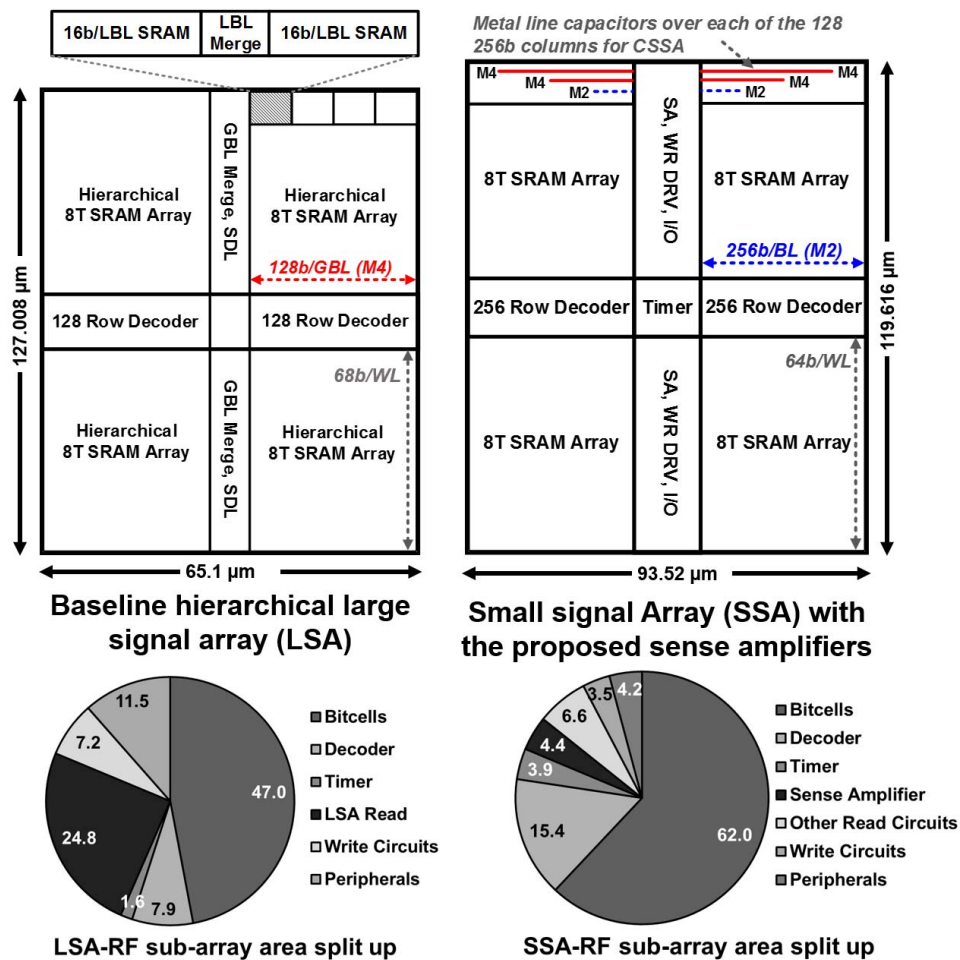 16b/LBL SRAM
LBL
Merge
16b/LBL SRAM
GBL Merge, SDL
Hierarchical
8T SRAM Array
Hierarchical
8T SRAM Array
128b/GBL (M4)
128 Row Decoder
128 Row Decoder
68b/WL
GBL Merge, SDL
Hierarchical
8T SRAM Array
Hierarchical
8T SRAM Array
127.008 µm
65.1 µm
Baseline hierarchical large
signal array (LSA)
Metal line capacitors over each of the 128
256b columns for CSSA
M4
M4
M2
M4
M4
M2
SA, WR DRV, I/O
8T SRAM Array
8T SRAM Array
256b/BL (M2)
256 Row Decoder
Timer
256 Row Decoder
64b/WL
SA, WR DRV, I/O
8T SRAM Array
8T SRAM Array
119.616 µm
93.52 µm
Small signal Array (SSA) with
the proposed sense amplifiers
11.5
7.2
47.0
24.8
1.6
7.9
Bitcells
Decoder
Timer
LSA Read
Write Circuits
Peripherals
LSA-RF sub-array area split up
4.2
3.5
6.6
4.4
3.9
15.4
62.0
Bitcells
Decoder
Timer
Sense Amplifier
Other Read Circuits
Write Circuits
Peripherals
SSA-RF sub-array area split up